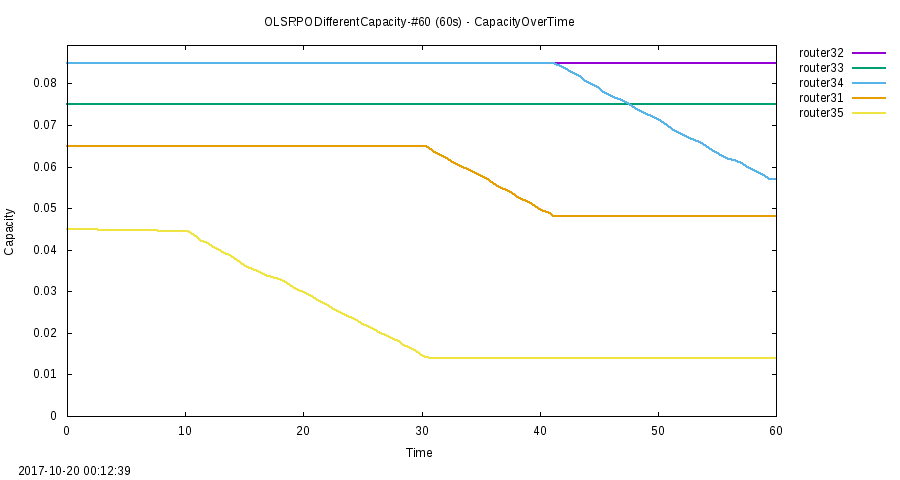 OLSRPODifferentCapacity-#60 (60s) - CapacityOverTime
router32
router33
router34
router31
router35
0.08
0.07
0.06
0.05
0.04
0.03
0.02
0.01
0
Capacity
0 10 20 30 40 50 60
Time
2017-10-20 00:12:39